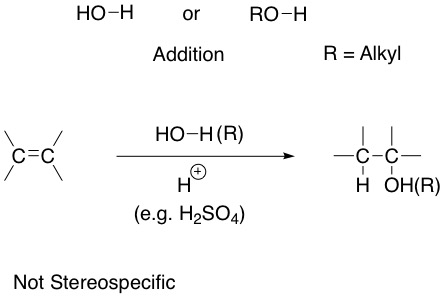 HO–H or RO–H
Addition R = Alkyl
C=C HO–H (R) C–C
H⊕ H OH(R)
(e.g. H₂SO₄)
Not Stereospecific